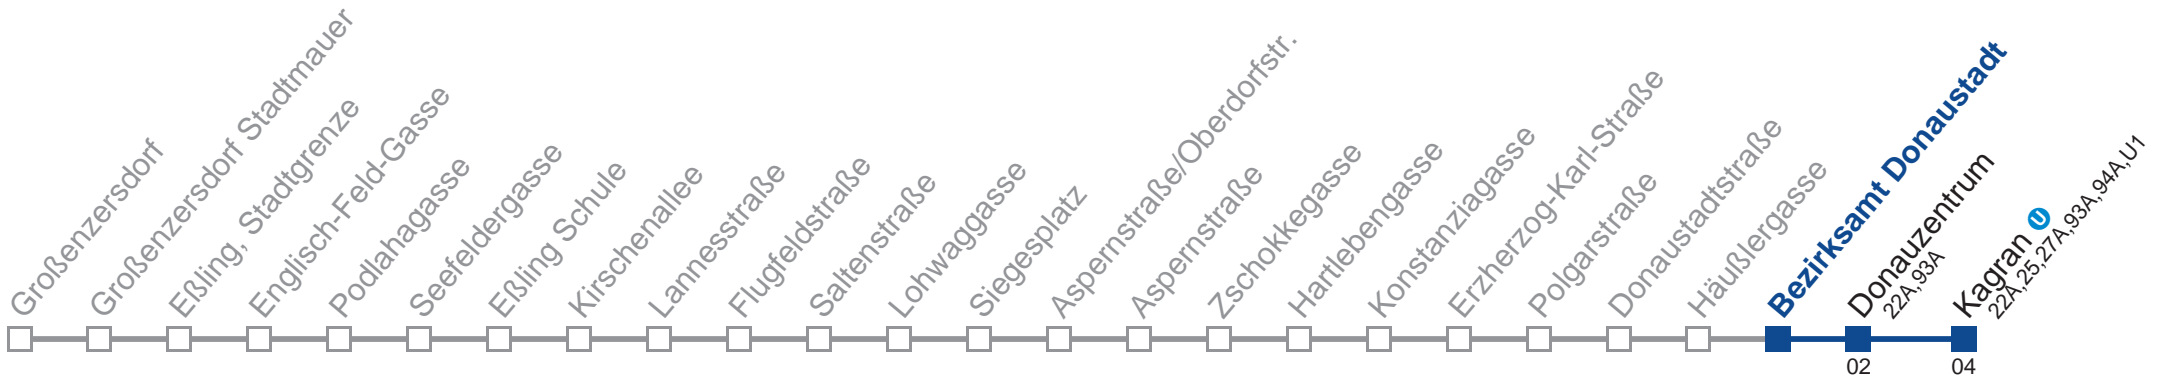 Großenzersdorf
Großenzersdorf Stadtmauer
Eßling, Stadtgrenze
Englisch-Feld-Gasse
Podlahagasse
Seefeldergasse
Eßling Schule
Kirschenallee
Lannesstraße
Flugfeldstraße
Saltenstraße
Lohwaggasse
Siegesplatz
Aspernstraße/Oberdorfstr.
Aspernstraße
Zschokkegasse
Hartlebengasse
Konstanziagasse
Erzherzog-Karl-Straße
Polgarstraße
Donaustadtstraße
Häußlergasse
Bezirksamt Donaustadt
Donauzentrum
22A,93A
Kagran U
22A,25,27A,93A,94A,U1
02
04